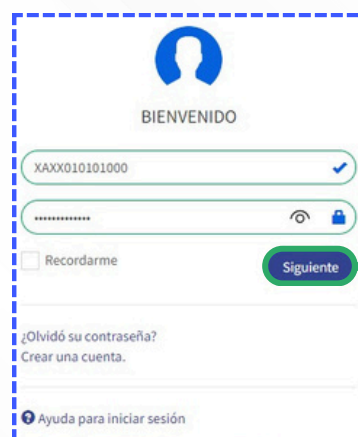 BIENVENIDO
XAXX010101000
•••••••••••••
Recordarme
Siguiente
¿Olvidó su contraseña?
Crear una cuenta.
Ayuda para iniciar sesión